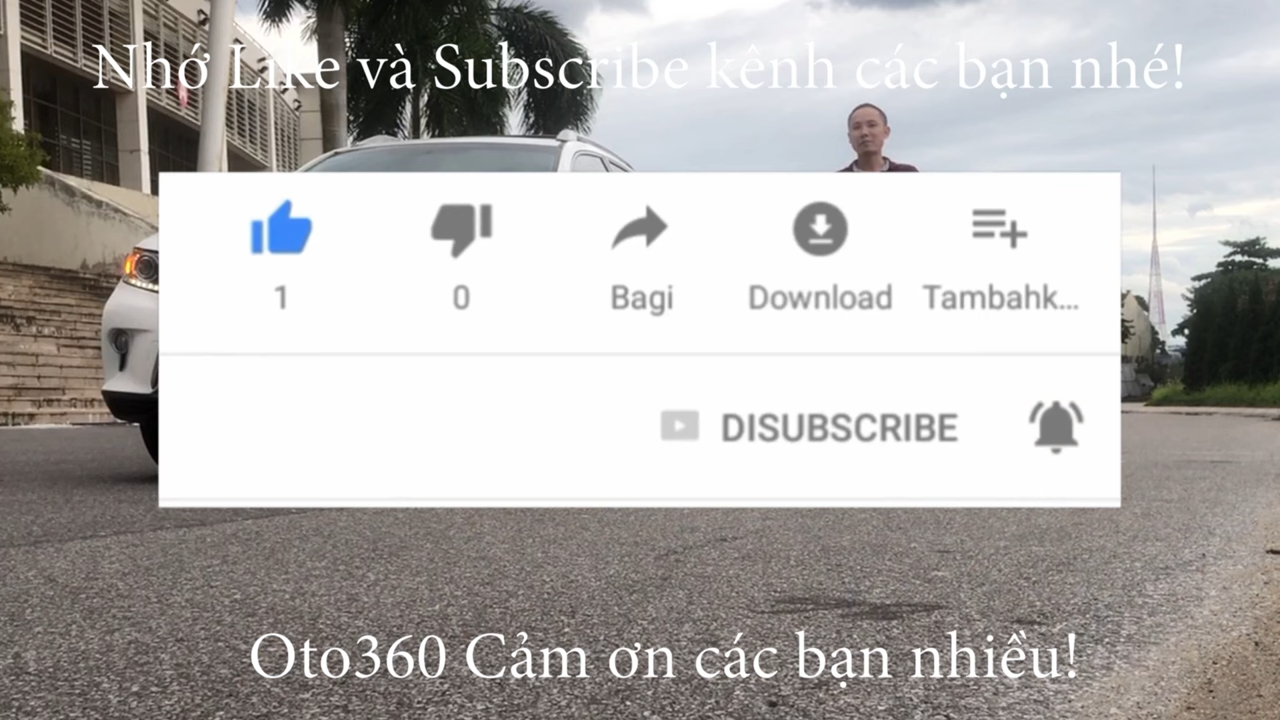 Nhớ Like và Subscribe kênh các bạn nhé!
1 0 Bagi Download Tambahk...
DISUBSCRIBE
Oto360 Cảm ơn các bạn nhiều!